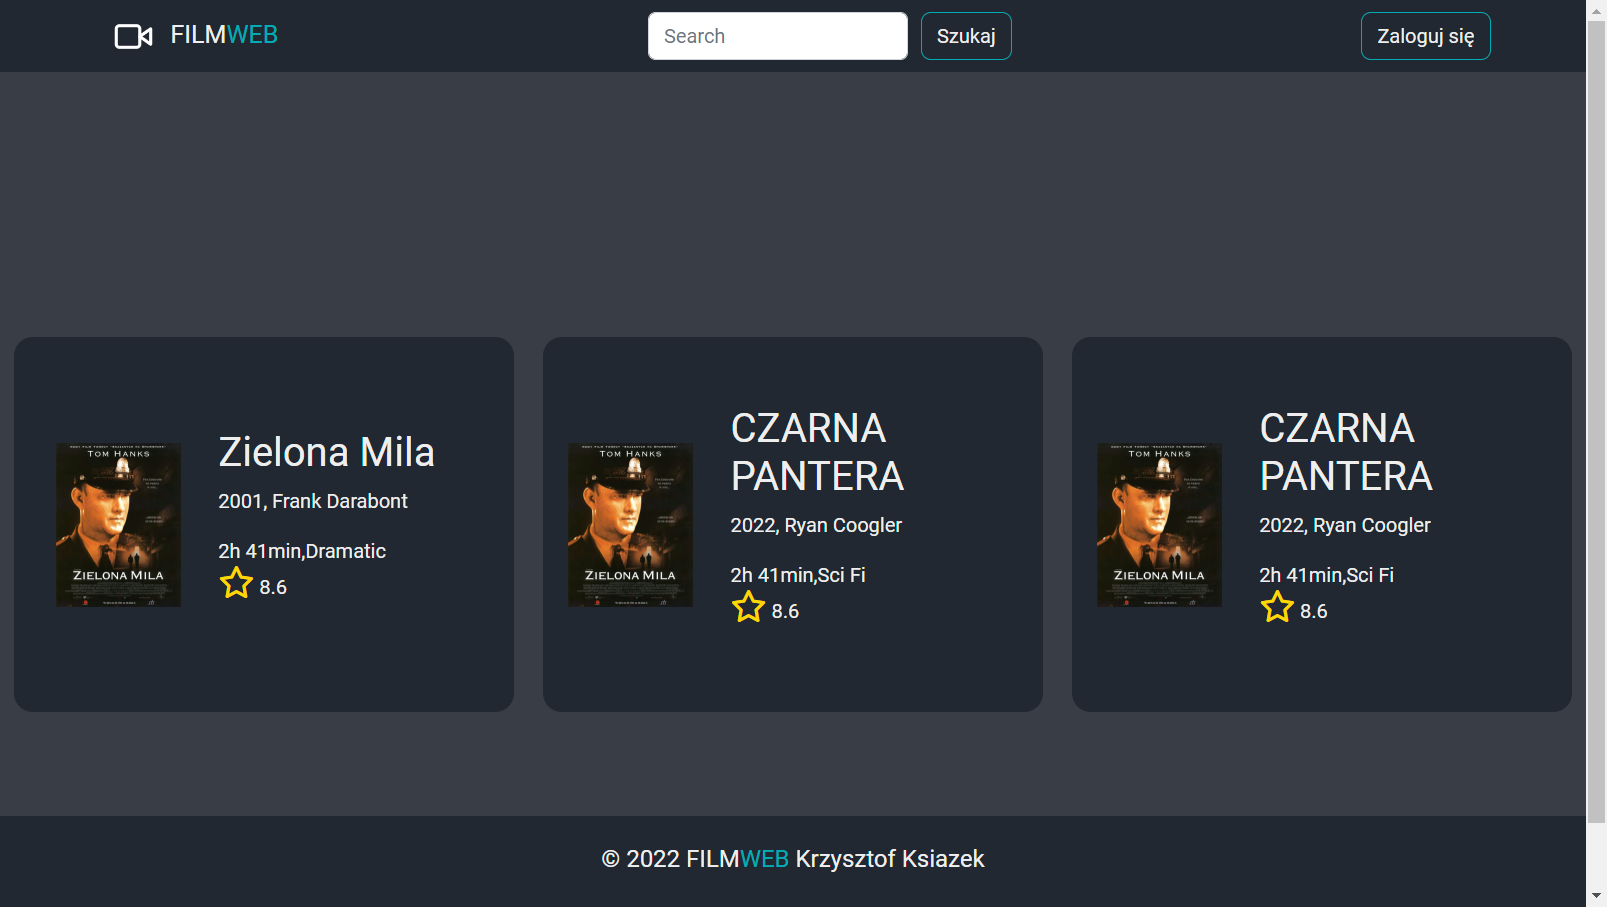 FILMWEB
Search
Szukaj
Zaloguj się
TOM HANKS
ZIELONA MILA
Zielona Mila
2001, Frank Darabont
2h 41min,Dramatic
8.6
TOM HANKS
ZIELONA MILA
CZARNA
PANTERA
2022, Ryan Coogler
2h 41min,Sci Fi
8.6
TOM HANKS
ZIELONA MILA
CZARNA
PANTERA
2022, Ryan Coogler
2h 41min,Sci Fi
8.6
© 2022 FILMWEB Krzysztof Ksiazek